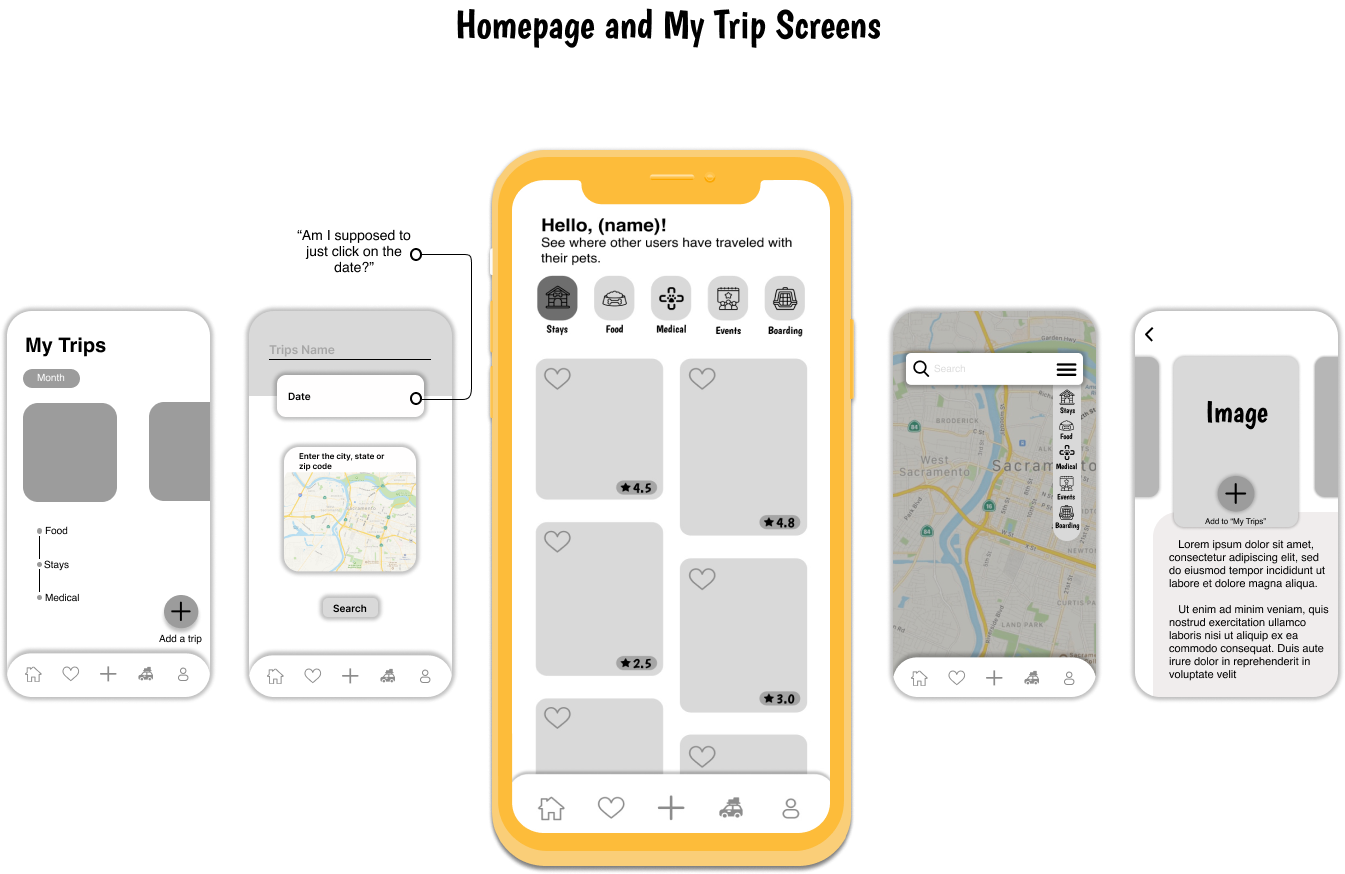 Homepage and My Trip Screens
My Trips
Month
Food
Stays
Medical
Add a trip
“Am I supposed to
just click on the
date?”
Trips Name
Date
Enter the city, state or
zip code
Search
Hello, (name)!
See where other users have traveled with
their pets.
Stays
Food
Medical
Events
Boarding
4.5
4.8
2.5
3.0
Search
Stays
Food
Medical
Events
Boarding
Garden Hwy
BRODERICK
C St
West
Sacramento
Sacramento
LAND PARK
Add to “My Trips”
Image
Lorem ipsum dolor sit amet,
consectetur adipiscing elit, sed
do eiusmod tempor incididunt ut
labore et dolore magna aliqua.
Ut enim ad minim veniam, quis
nostrud exercitation ullamco
laboris nisi ut aliquip ex ea
commodo consequat. Duis aute
irure dolor in reprehenderit in
voluptate velit